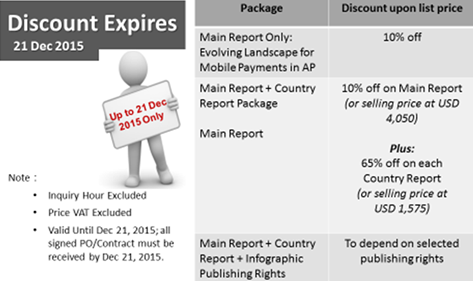 Discount Expires
21 Dec 2015
Up to 21 Dec
2015 Only
Note :
• Inquiry Hour Excluded
• Price VAT Excluded
• Valid Until Dec 21, 2015; all
signed PO/Contract must be
received by Dec 21, 2015.
Package
Discount upon list price
Main Report Only:
Evolving Landscape for
Mobile Payments in AP
10% off
Main Report + Country
Report Package
Main Report
10% off on Main Report
(or selling price at USD
4,050)
Plus:
65% off on each
Country Report
(or selling price at
USD 1,575)
Main Report + Country
Report + Infographic
Publishing Rights
To depend on selected
publishing rights